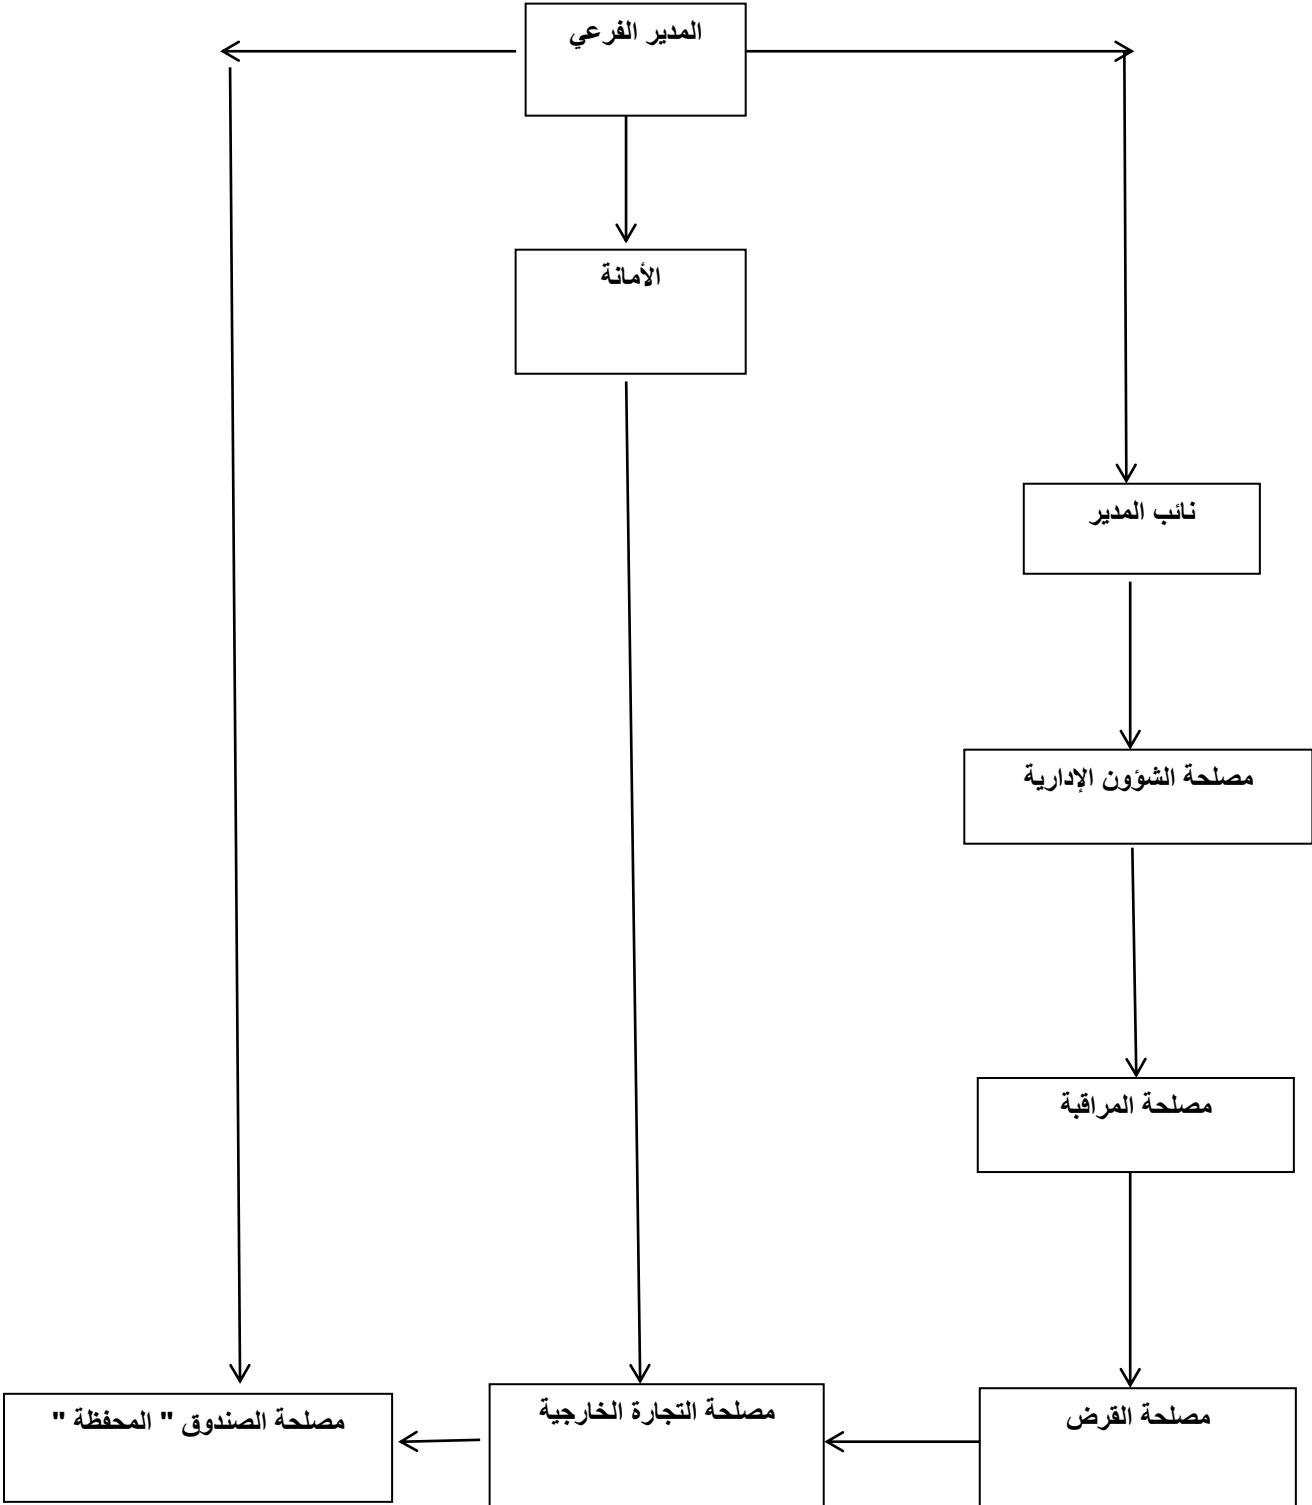 المدير الفرعي
الأمانة
نائب المدير
مصلحة الشؤون الإدارية
مصلحة المراقبة
مصلحة القرض
مصلحة التجارة الخارجية
مصلحة الصندوق " المحفظة "